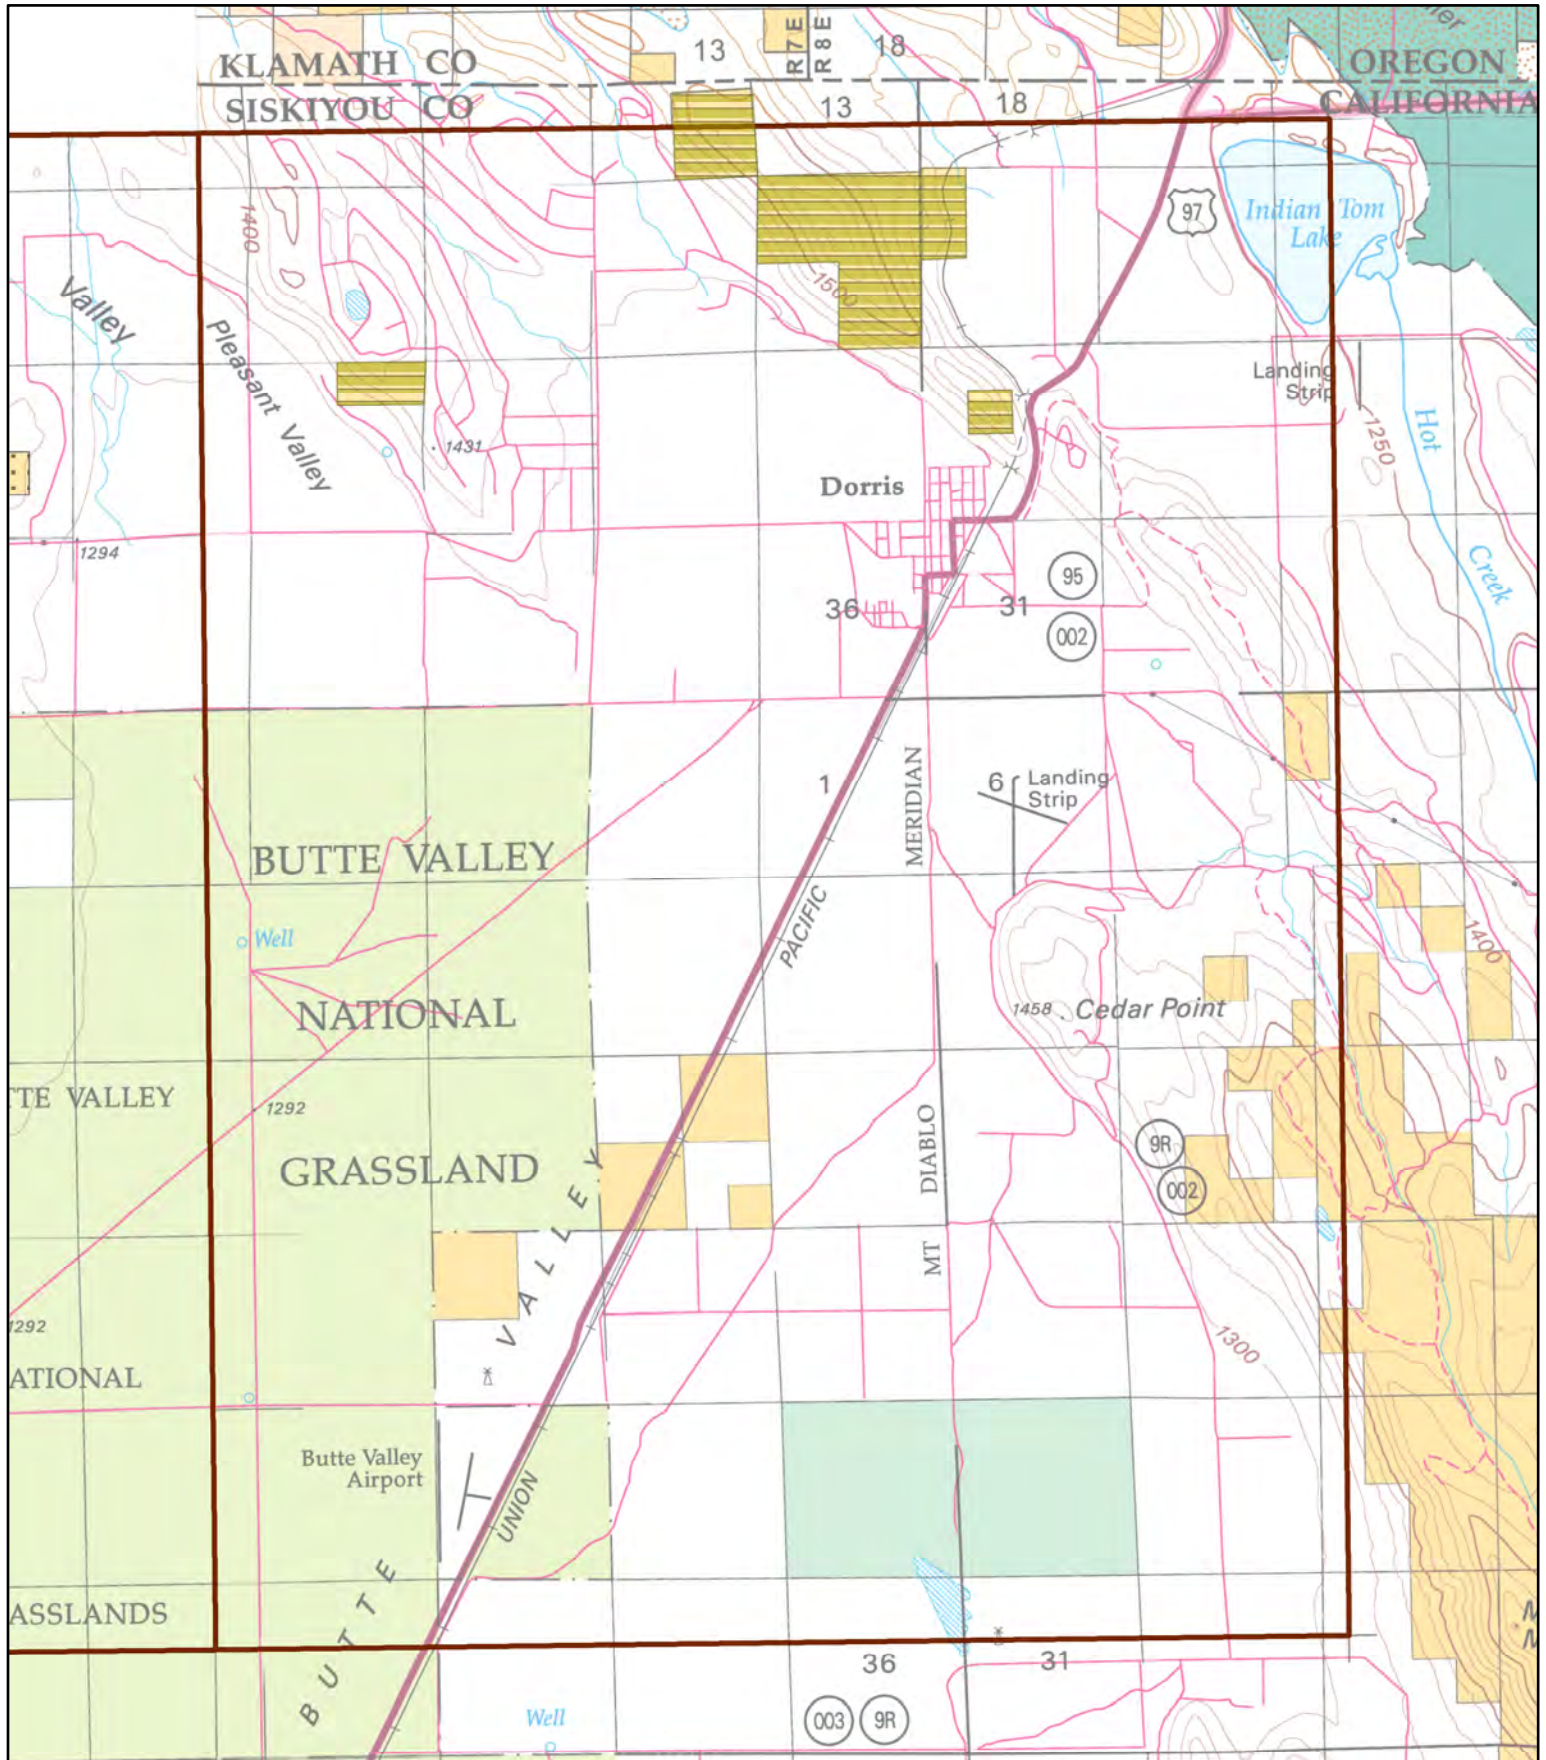 ler
13
R7E
R8E
18
KLAMATH CO
OREGON
SISKIYOU CO
13
18
CALIFORNIA
97
Indian Tom
Lake
1400
Valley
1500
Pleasant Valley
Landing
Strip
1250
Hot
1431
Dorris
1294
Creek
95
36
31
002
1
MERIDIAN
6
Landing
Strip
BUTTE VALLEY
PACIFIC
Well
1400
NATIONAL
1458
Cedar Point
TTE VALLEY
1292
DIABLO
9R
GRASSLAND
002
VALLEY
MT
1292
1300
ATIONAL
Butte Valley
Airport
UNION
BUTTE
ASSLANDS
M
M
36
31
Well
003
9R